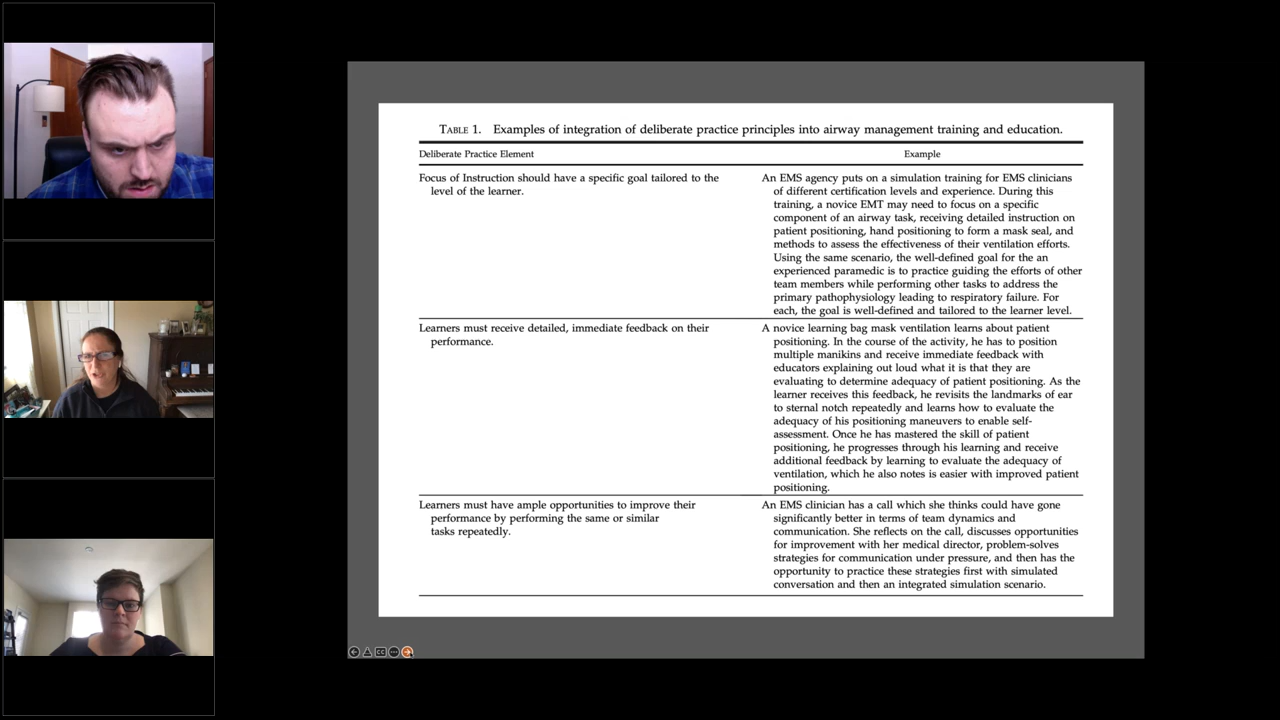 TABLE 1. Examples of integration of deliberate practice principles into airway management training and education.
Deliberate Practice Element
Example
Focus of Instruction should have a specific goal tailored to the
level of the learner.
An EMS agency puts on a simulation training for EMS clinicians
of different certification levels and experience. During this
training, a novice EMT may need to focus on a specific
component of an airway task, receiving detailed instruction on
patient positioning, hand positioning to form a mask seal, and
methods to assess the effectiveness of their ventilation efforts.
Using the same scenario, the well-defined goal for the an
experienced paramedic is to practice guiding the efforts of other
team members while performing other tasks to address the
primary pathophysiology leading to respiratory failure. For
each, the goal is well-defined and tailored to the learner level.
Learners must receive detailed, immediate feedback on their
performance.
A novice learning bag mask ventilation learns about patient
positioning. In the course of the activity, he has to position
multiple manikins and receive immediate feedback with
educators explaining out loud what it is that they are
evaluating to determine adequacy of patient positioning. As the
learner receives this feedback, he revisits the landmarks of ear
to sternal notch repeatedly and learns how to evaluate the
adequacy of his positioning maneuvers to enable self-
assessment. Once he has mastered the skill of patient
positioning, he progresses through his learning and receive
additional feedback by learning to evaluate the adequacy of
ventilation, which he also notes is easier with improved patient
positioning.
Learners must have ample opportunities to improve their
performance by performing the same or similar
tasks repeatedly.
An EMS clinician has a call which she thinks could have gone
significantly better in terms of team dynamics and
communication. She reflects on the call, discusses opportunities
for improvement with her medical director, problem-solves
strategies for communication under pressure, and then has the
opportunity to practice these strategies first with simulated
conversation and then an integrated simulation scenario.
CC